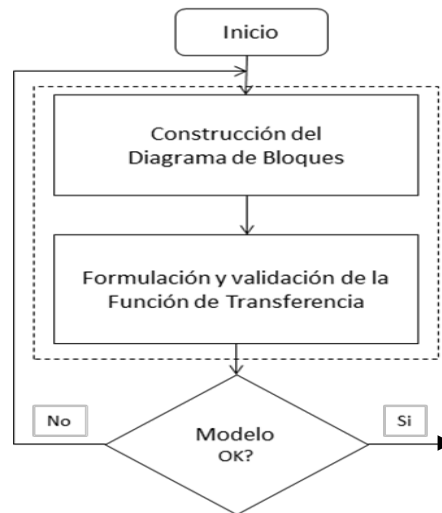 Inicio
Construcción del
Diagrama de Bloques
Formulación y validación de la
Función de Transferencia
No
Modelo
OK?
Si